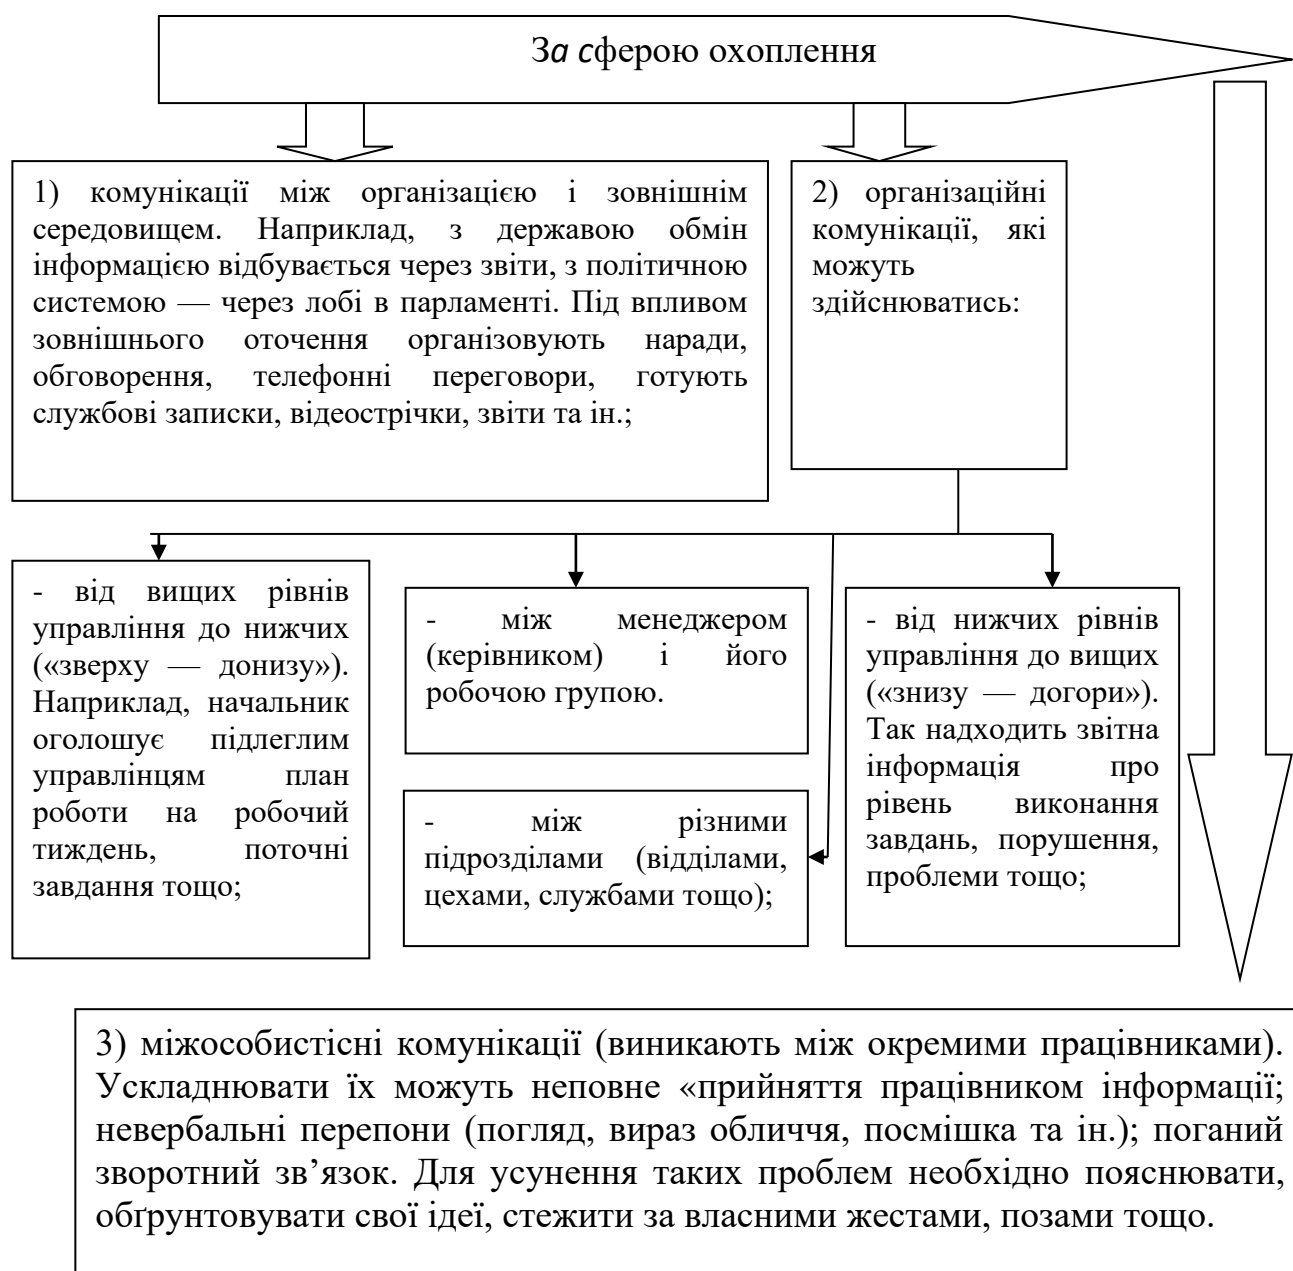 За сферою охоплення
1) комунікації між організацією і зовнішнім
середовищем. Наприклад, з державою обмін
інформацією відбувається через звіти, з політичною
системою — через лобі в парламенті. Під впливом
зовнішнього оточення організовують наради,
обговорення, телефонні переговори, готують
службові записки, відеострічки, звіти та ін.;
2) організаційні
комунікації, які
можуть
здійснюватись:
- від вищих рівнів
управління до нижчих
(«зверху — донизу»).
Наприклад, начальник
оголошує підлеглим
управлінцям план
роботи на робочий
тиждень, поточні
завдання тощо;
- між менеджером
(керівником) і його
робочою групою.
- між різними
підрозділами (відділами,
цехами, службами тощо);
- від нижчих рівнів
управління до вищих
(«знизу — догори»).
Так надходить звітна
інформація про
рівень виконання
завдань, порушення,
проблеми тощо;
3) міжособистісні комунікації (виникають між окремими працівниками).
Ускладнювати їх можуть неповне «прийняття працівником інформації;
невербальні перепони (погляд, вираз обличчя, посмішка та ін.); поганий
зворотний зв’язок. Для усунення таких проблем необхідно пояснювати,
обґрунтовувати свої ідеї, стежити за власними жестами, позами тощо.